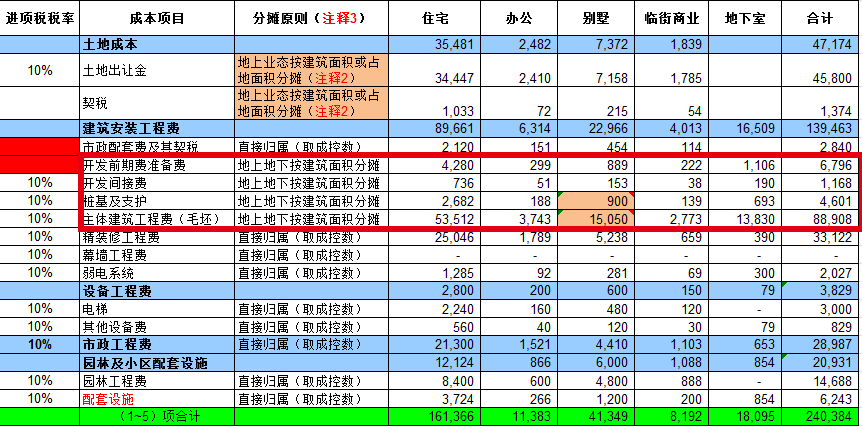 进项税税率 成本项目 分摊原则（注释3） 住宅 办公 别墅 临街商业 地下室 合计
土地成本 35,481 2,482 7,372 1,839 47,174
10% 土地出让金 地上业态按建筑面积或占地面积分摊（注释2） 34,447 2,410 7,158 1,785 45,800
契税 地上业态按建筑面积或占地面积分摊（注释2） 1,033 72 215 54 1,374
建筑安装工程费 89,661 6,314 22,966 4,013 16,509 139,463
市政配套费及其契税 直接归属（取成控数） 2,120 151 454 114 2,840
开发前期费准备费 地上地下按建筑面积分摊 4,280 299 889 222 1,106 6,796
10% 开发间接费 地上地下按建筑面积分摊 736 51 153 38 190 1,168
10% 桩基及支护 地上地下按建筑面积分摊 2,682 188 900 139 693 4,601
10% 主体建筑工程费（毛坯） 地上地下按建筑面积分摊 53,512 3,743 15,050 2,773 13,830 88,908
10% 精装修工程费 直接归属（取成控数） 25,046 1,789 5,238 659 390 33,122
10% 幕墙工程费 直接归属（取成控数） - - - - - -
10% 弱电系统 直接归属（取成控数） 1,285 92 281 69 300 2,027
设备工程费 2,800 200 600 150 79 3,829
10% 电梯 直接归属（取成控数） 2,240 160 480 120 - 3,000
10% 其他设备费 直接归属（取成控数） 560 40 120 30 79 829
10% 市政工程费 直接归属（取成控数） 21,300 1,521 4,410 1,103 653 28,987
园林及小区配套设施 12,124 866 6,000 1,088 854 20,931
10% 园林工程费 直接归属（取成控数） 8,400 600 4,800 888 - 14,688
10% 配套设施 直接归属（取成控数） 3,724 266 1,200 200 854 6,243
（1~5）项合计 161,366 11,383 41,349 8,192 18,095 240,384